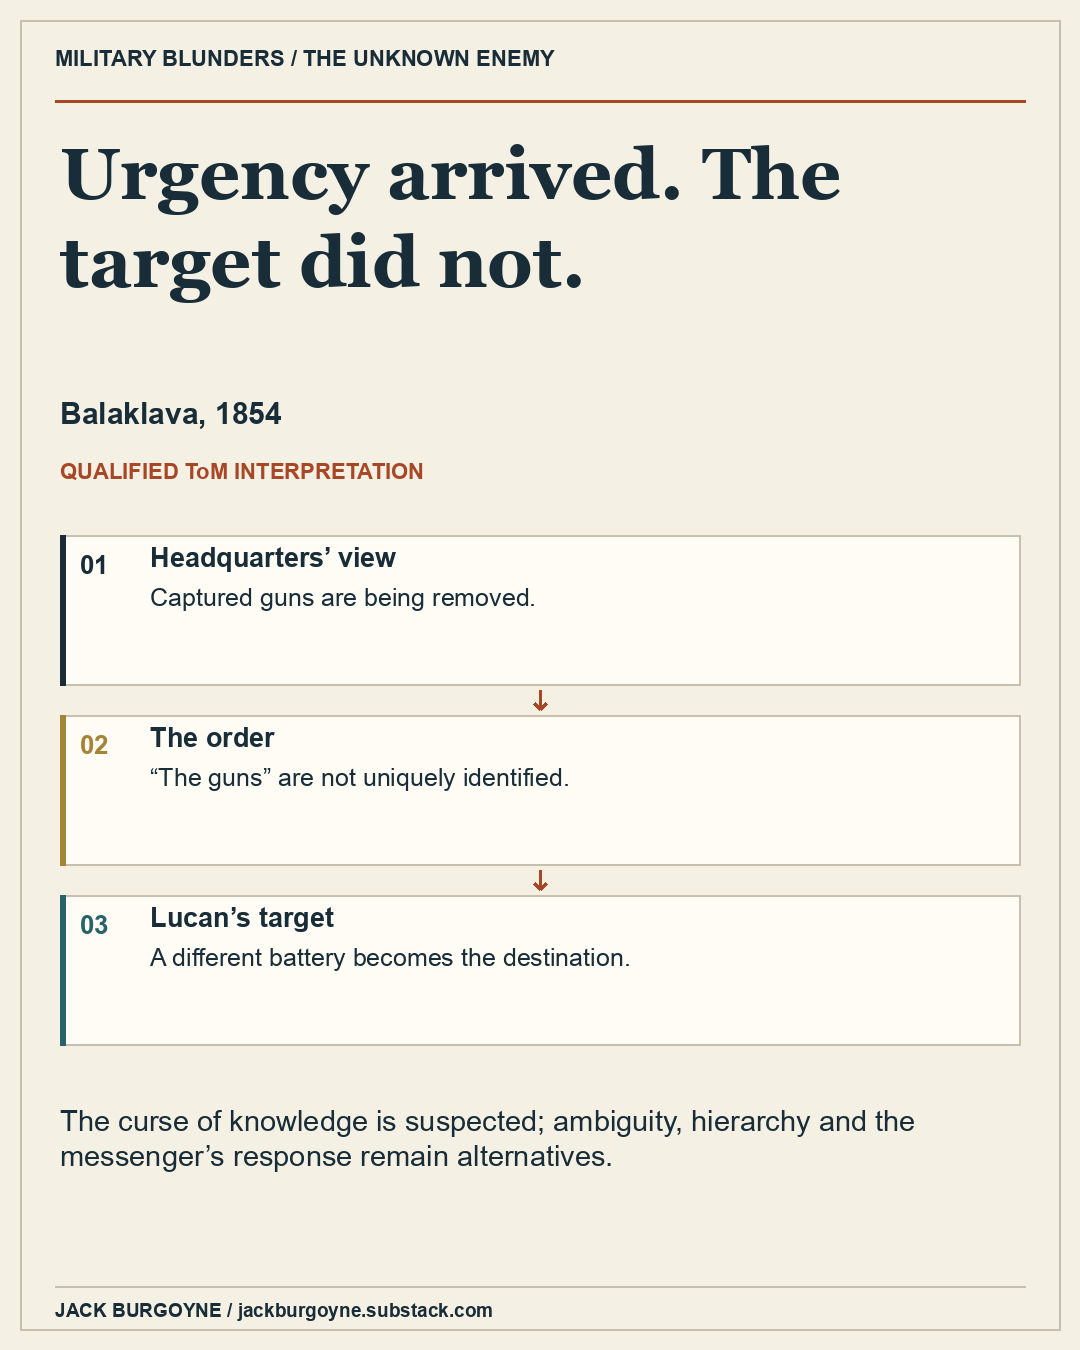 MILITARY BLUNDERS / THE UNKNOWN ENEMY
Urgency arrived. The
target did not.
Balaklava, 1854
QUALIFIED ToM INTERPRETATION
01
Headquarters’ view
Captured guns are being removed.
↓
02
The order
“The guns” are not uniquely identified.
↓
03
Lucan’s target
A different battery becomes the destination.
The curse of knowledge is suspected; ambiguity, hierarchy and the
messenger’s response remain alternatives.
JACK BURGOYNE / jackburgoyne.substack.com